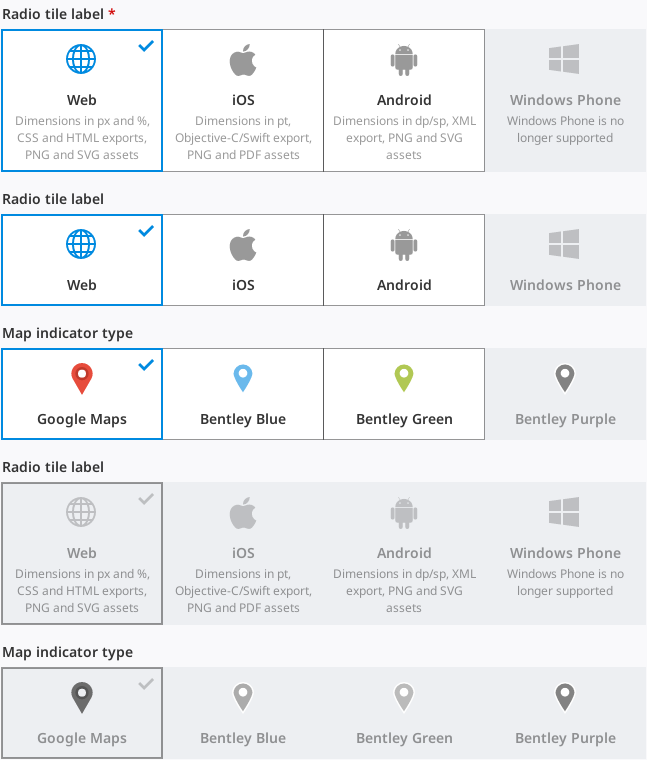 Radio tile label *
Web
Dimensions in px and %,
CSS and HTML exports,
PNG and SVG assets
iOS
Dimensions in pt,
Objective-C/Swift export,
PNG and PDF assets
Android
Dimensions in dp/sp, XML
export, PNG and SVG
assets
Windows Phone
Windows Phone is no
longer supported
Radio tile label
Web
iOS
Android
Windows Phone
Map indicator type
Google Maps
Bentley Blue
Bentley Green
Bentley Purple
Radio tile label
Web
Dimensions in px and %,
CSS and HTML exports,
PNG and SVG assets
iOS
Dimensions in pt,
Objective-C/Swift export,
PNG and PDF assets
Android
Dimensions in dp/sp, XML
export, PNG and SVG
assets
Windows Phone
Windows Phone is no
longer supported
Map indicator type
Google Maps
Bentley Blue
Bentley Green
Bentley Purple